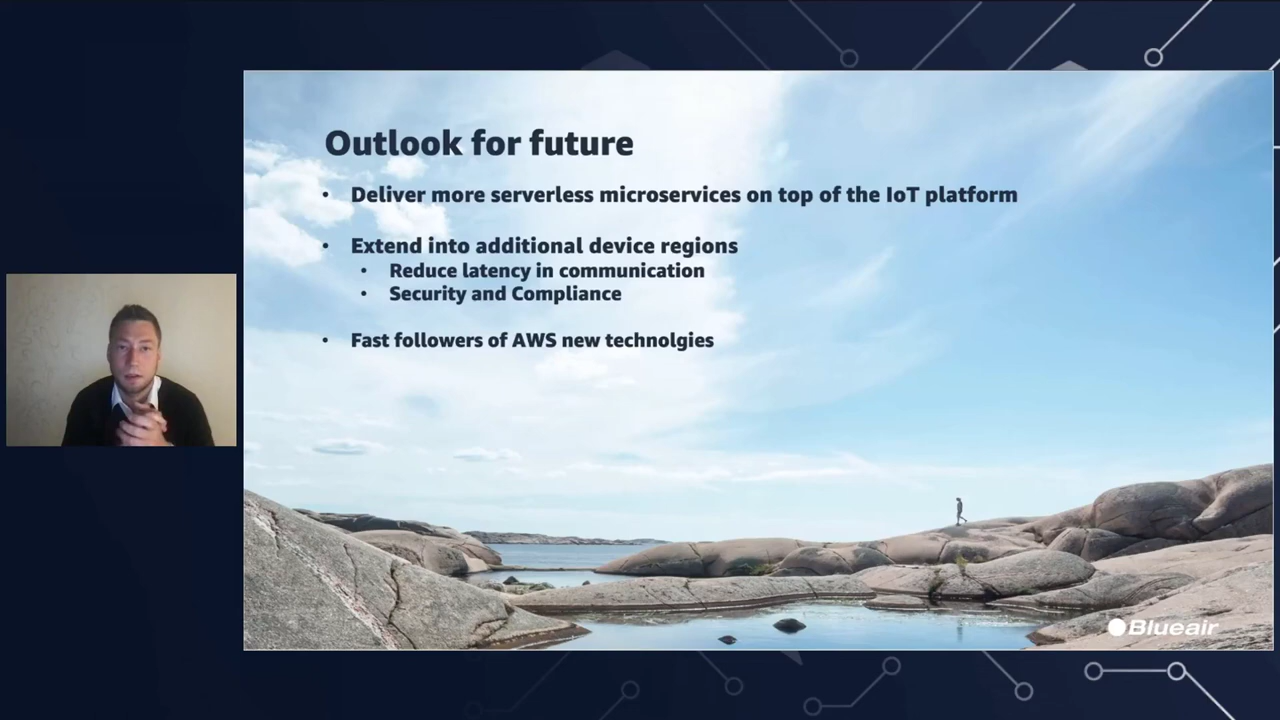 Outlook for future
• Deliver more serverless microservices on top of the IoT platform
• Extend into additional device regions
• Reduce latency in communication
• Security and Compliance
• Fast followers of AWS new technolgies
Blueair